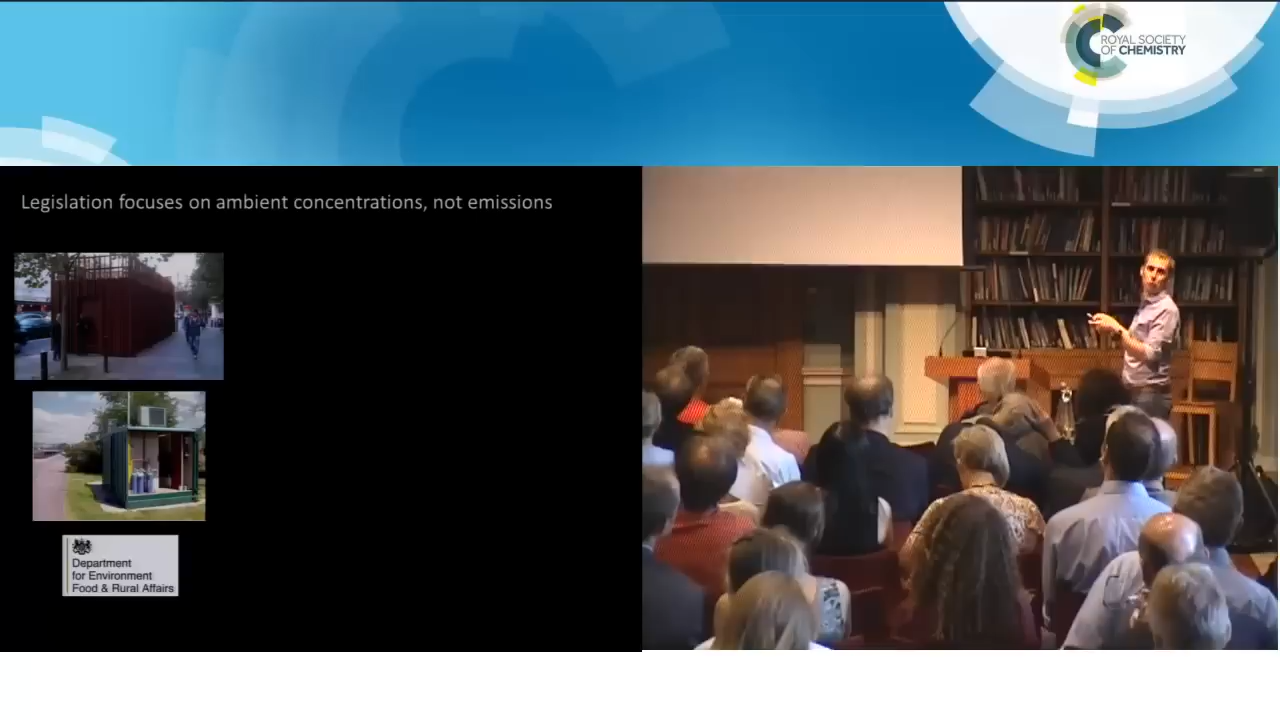 ROYAL SOCIETY
OF CHEMISTRY
Legislation focuses on ambient concentrations, not emissions
Department
for Environment
Food & Rural Affairs